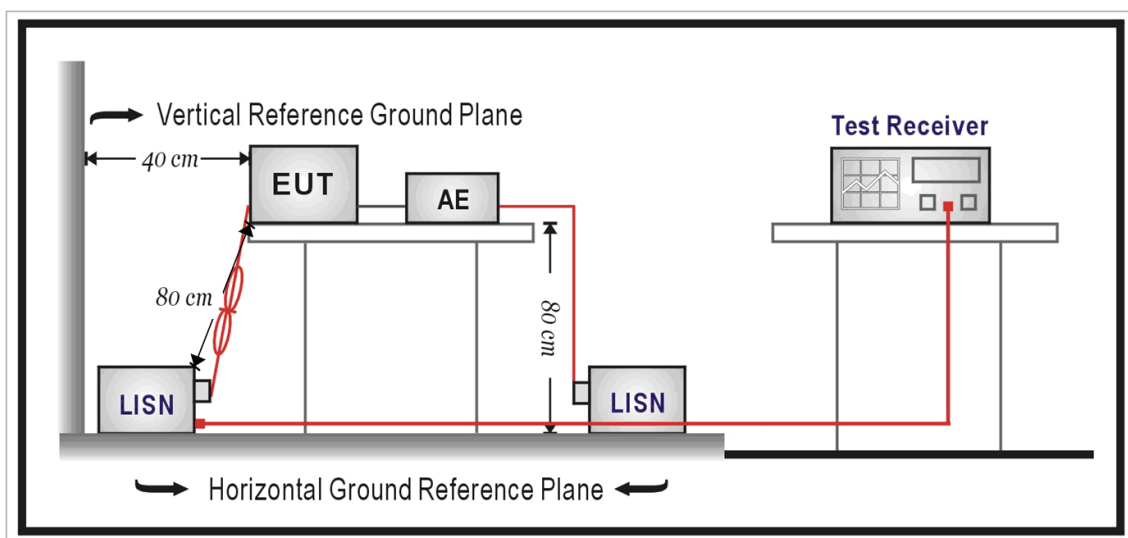 Vertical Reference Ground Plane
Test Receiver
40 cm
EUT
AE
80 cm
80 cm
LISN
LISN
Horizontal Ground Reference Plane